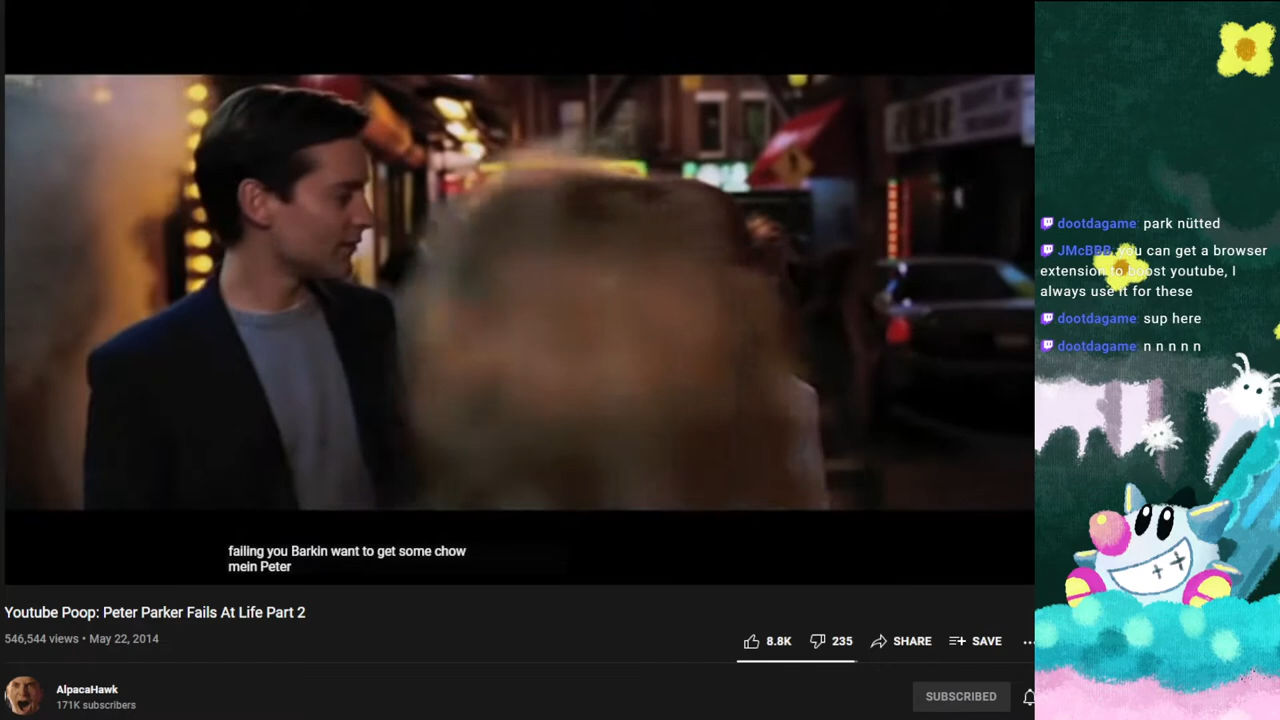 failing you Barkin want to get some chow
mein Peter
Youtube Poop: Peter Parker Fails At Life Part 2
546,544 views • May 22, 2014
8.8K
235
SHARE
SAVE
AlpacaHawk
171K subscribers
SUBSCRIBED
dootdagame: park nütted
JMcBBB: you can get a browser
extension to boost youtube, I
always use it for these
dootdagame: sup here
dootdagame: n n n n n